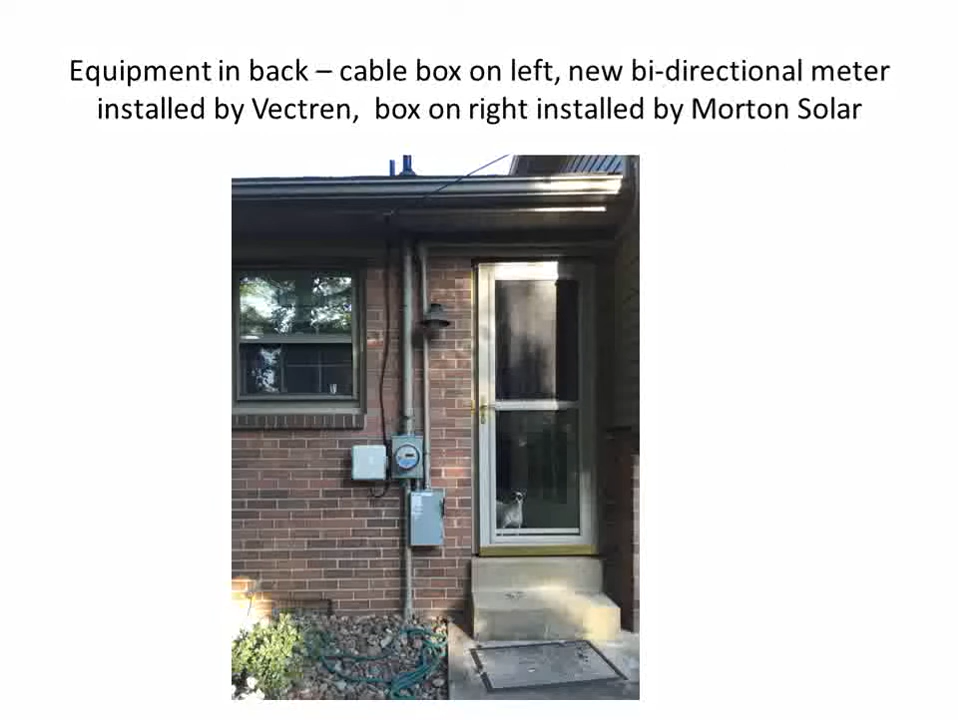 Equipment in back – cable box on left, new bi-directional meter
installed by Vectren,  box on right installed by Morton Solar